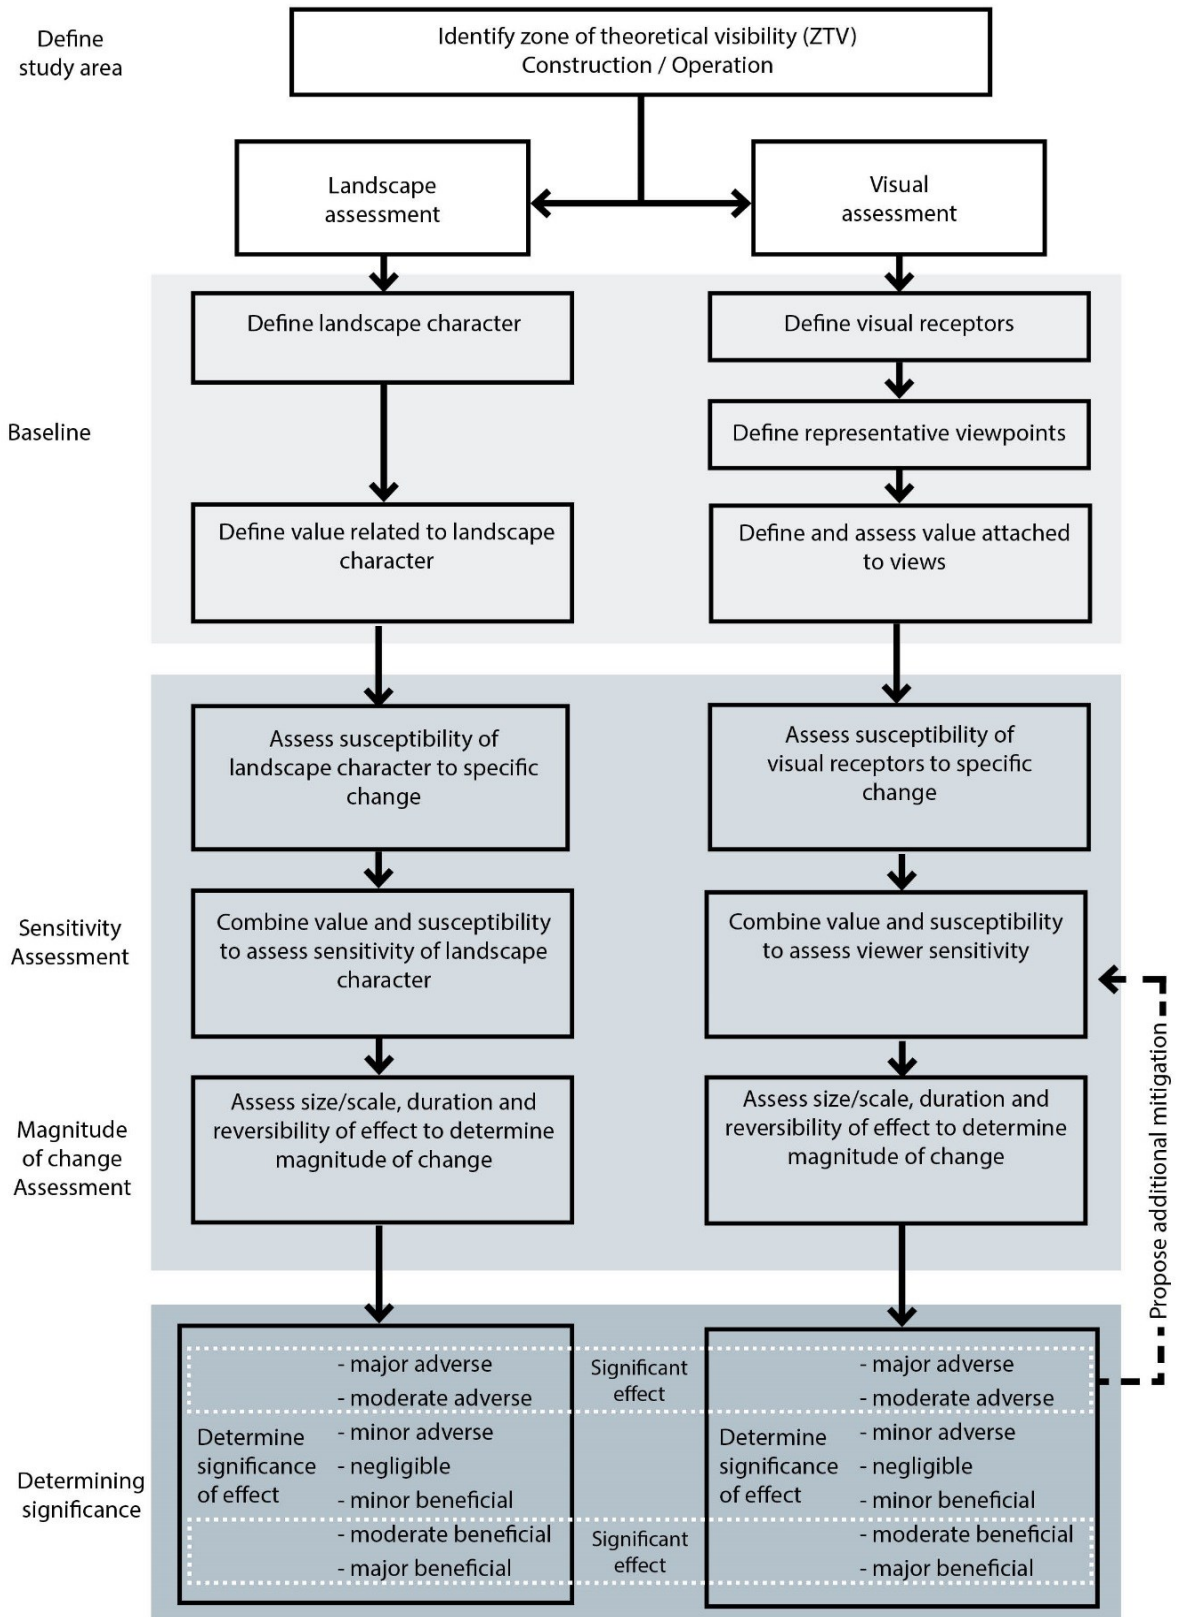 Define
study area
Identify zone of theoretical visibility (ZTV)
Construction / Operation
Landscape
assessment
Visual
assessment
Baseline
Define landscape character
Define visual receptors
Define representative viewpoints
Define value related to landscape
character
Define and assess value attached
to views
Assess susceptibility of
landscape character to specific
change
Assess susceptibility of
visual receptors to specific
change
Sensitivity
Assessment
Combine value and susceptibility
to assess sensitivity of landscape
character
Combine value and susceptibility
to assess viewer sensitivity
Magnitude
of change
Assessment
Assess size/scale, duration and
reversibility of effect to determine
magnitude of change
Assess size/scale, duration and
reversibility of effect to determine
magnitude of change
Propose additional mitigation
Determining
significance
Determine
significance
of effect
- major adverse
- moderate adverse
- minor adverse
- negligible
- minor beneficial
- moderate beneficial
- major beneficial
Significant
effect
Significant
effect
Determine
significance
of effect
- major adverse
- moderate adverse
- minor adverse
- negligible
- minor beneficial
- moderate beneficial
- major beneficial